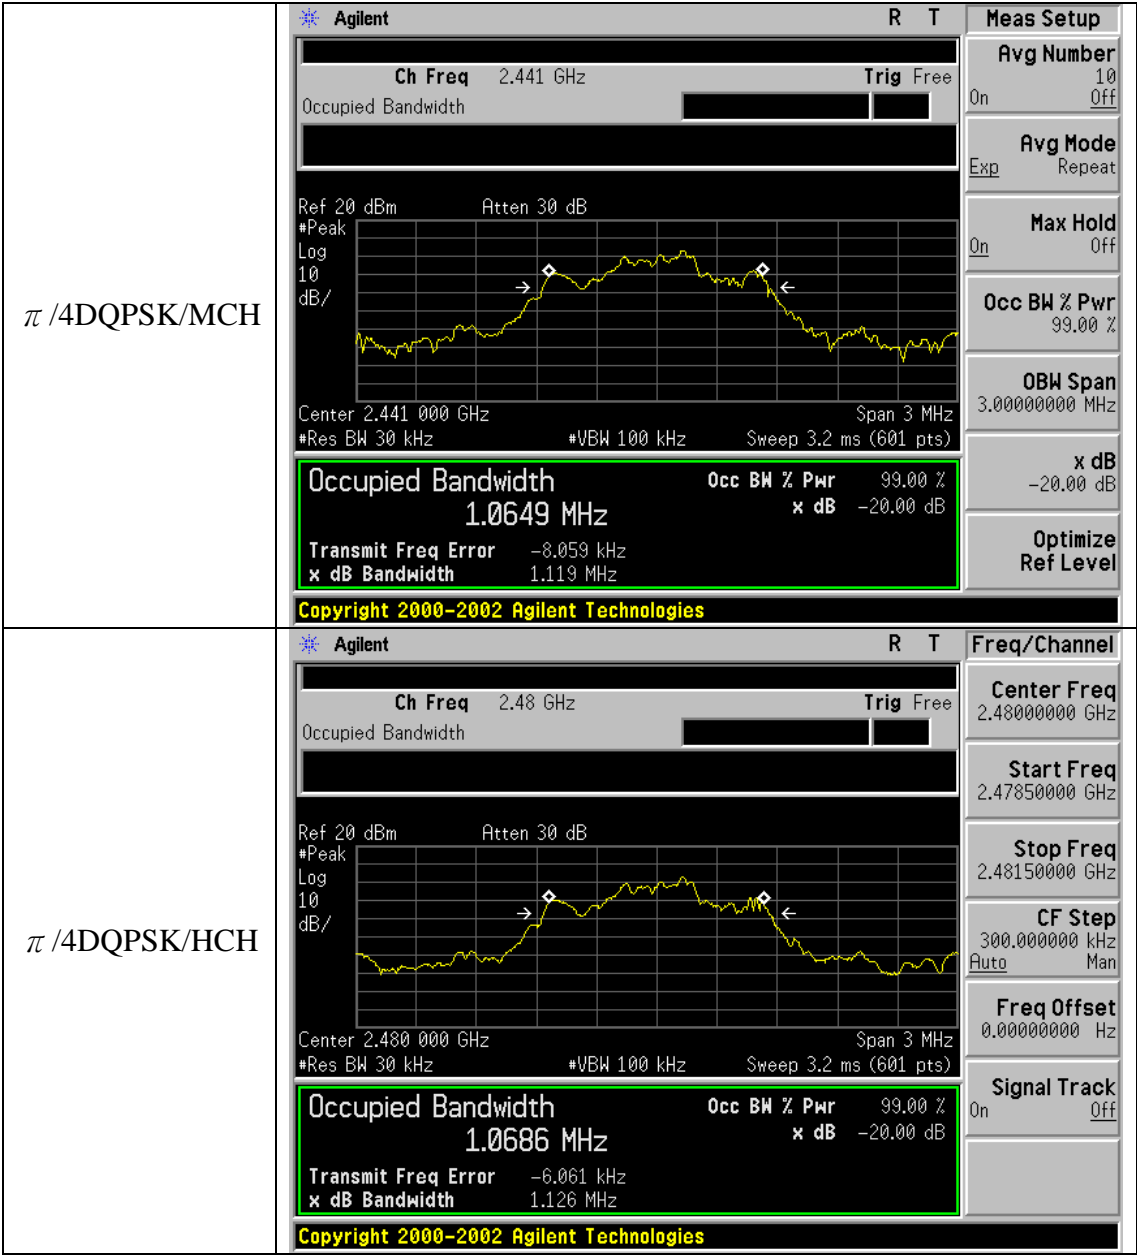 π/4DQPSK/MCH
Agilent R T
Ch Freq 2.441 GHz Trig Free
Occupied Bandwidth
Ref 20 dBm Atten 30 dB
#Peak
Log
10
dB/
Center 2.441 000 GHz Span 3 MHz
#Res BW 30 kHz #VBW 100 kHz Sweep 3.2 ms (601 pts)
Occupied Bandwidth Occ BW % Pwr 99.00 %
1.0649 MHz x dB -20.00 dB
Transmit Freq Error -8.059 kHz
x dB Bandwidth 1.119 MHz
Copyright 2000-2002 Agilent Technologies
Meas Setup
Avg Number
10
On Off
Avg Mode
Exp Repeat
Max Hold
On Off
Occ BW % Pwr
99.00 %
OBW Span
3.00000000 MHz
x dB
-20.00 dB
Optimize
Ref Level
π/4DQPSK/HCH
Agilent R T
Ch Freq 2.48 GHz Trig Free
Occupied Bandwidth
Ref 20 dBm Atten 30 dB
#Peak
Log
10
dB/
Center 2.480 000 GHz Span 3 MHz
#Res BW 30 kHz #VBW 100 kHz Sweep 3.2 ms (601 pts)
Occupied Bandwidth Occ BW % Pwr 99.00 %
1.0686 MHz x dB -20.00 dB
Transmit Freq Error -6.061 kHz
x dB Bandwidth 1.126 MHz
Copyright 2000-2002 Agilent Technologies
Freq/Channel
Center Freq
2.48000000 GHz
Start Freq
2.47850000 GHz
Stop Freq
2.48150000 GHz
CF Step
300.000000 kHz
Auto Man
Freq Offset
0.00000000 Hz
Signal Track
On Off